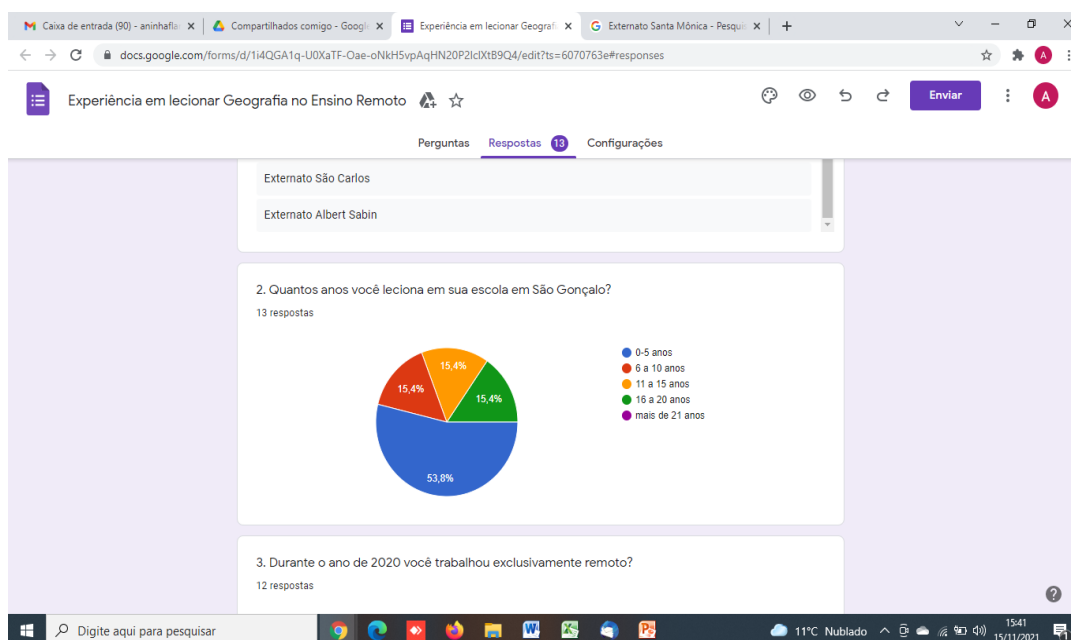 Caixa de entrada (90) - aninhafla
Compartilhados comigo - Googl
Experiência em lecionar Geografi
Externato Santa Mônica - Pesqui
docs.google.com/forms/d/1i4QGA1q-U0XaTF-Oae-oNkH5vpAqHN20P2IclXtB9Q4/edit?ts=6070763e#responses
A
Experiência em lecionar Geografia no Ensino Remoto
Enviar
A
Perguntas Respostas 13 Configurações
Externato São Carlos
Externato Albert Sabin
2. Quantos anos você leciona em sua escola em São Gonçalo?
13 respostas
15,4%
15,4%
15,4%
53,8%
0-5 anos
6 a 10 anos
11 a 15 anos
16 a 20 anos
mais de 21 anos
3. Durante o ano de 2020 você trabalhou exclusivamente remoto?
12 respostas
Digite aqui para pesquisar
11°C Nublado
15:41
15/11/2021